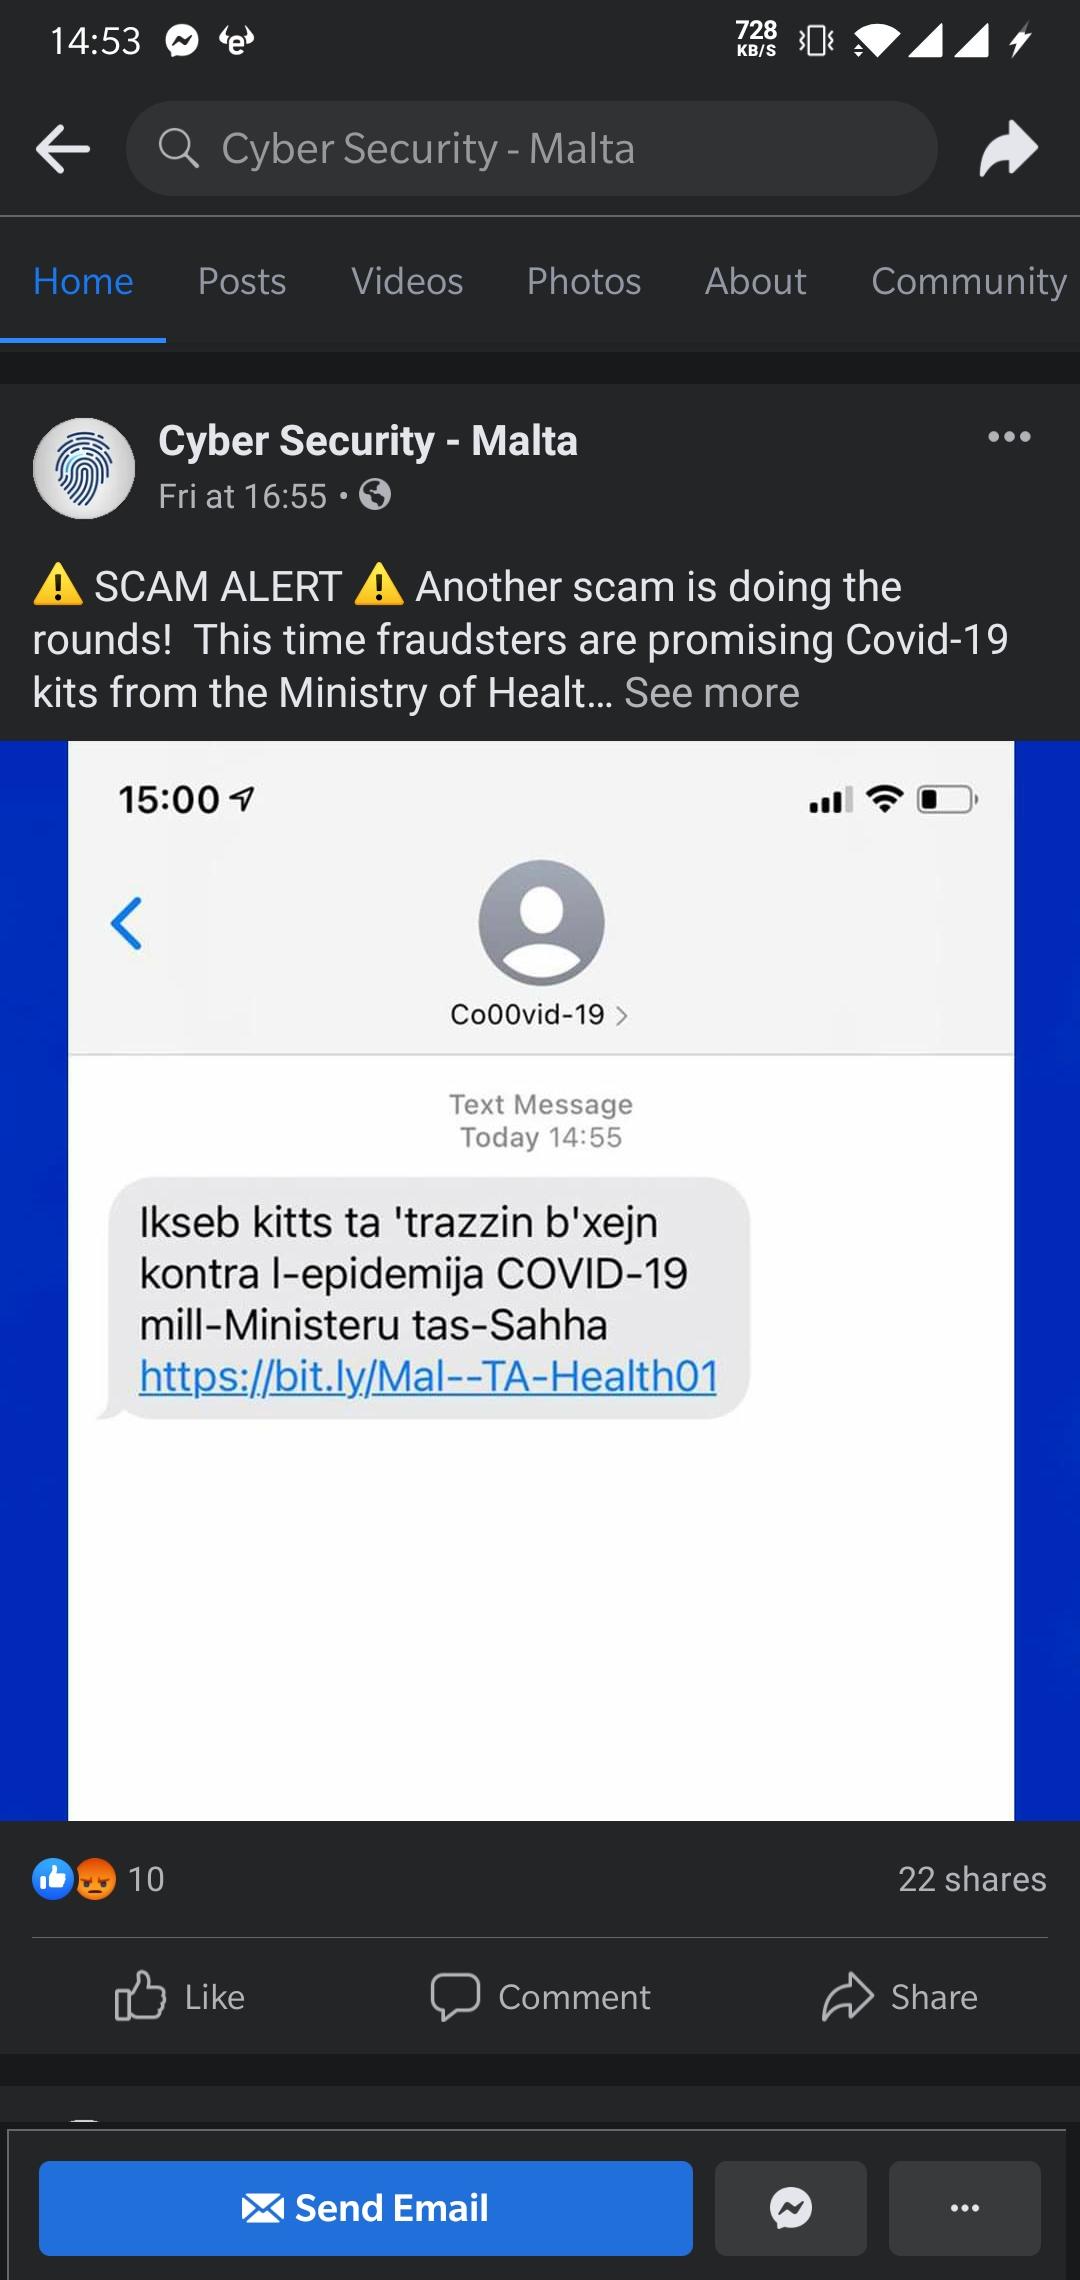 14:53
728
KB/S
Cyber Security - Malta
Home Posts Videos Photos About Community
Cyber Security - Malta
Fri at 16:55 •
⚠️ SCAM ALERT ⚠️ Another scam is doing the
rounds! This time fraudsters are promising Covid-19
kits from the Ministry of Healt... See more
15:00
Co00vid-19 >
Text Message
Today 14:55
Ikseb kitts ta 'trazzin b'xejn
kontra l-epidemija COVID-19
mill-Ministeru tas-Sahha
https://bit.ly/Mal--TA-Health01
10
22 shares
Like Comment Share
Send Email